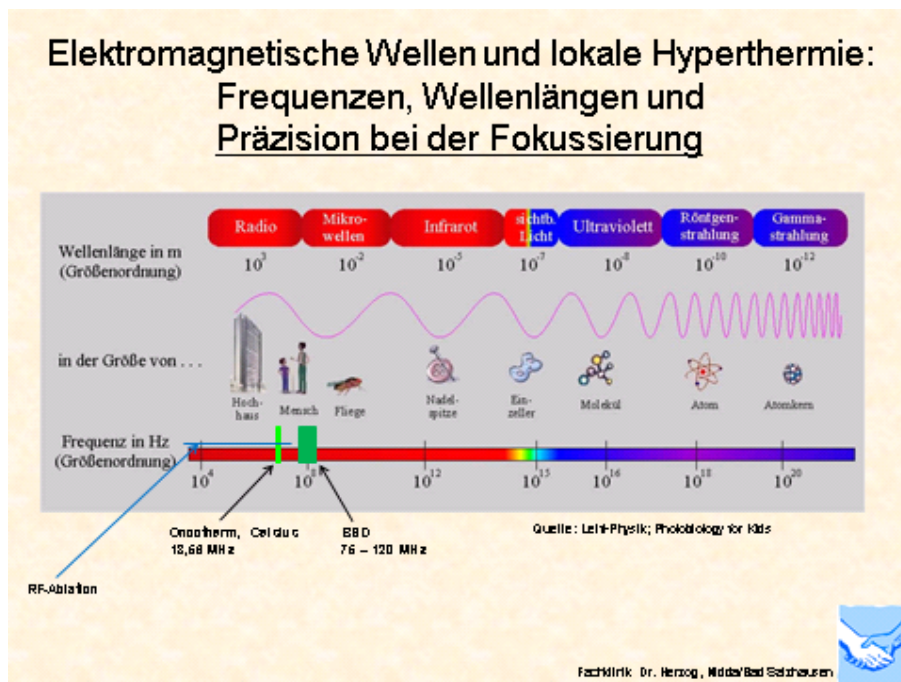 Elektromagnetische Wellen und lokale Hyperthermie:
Frequenzen, Wellenlängen und
Präzision bei der Fokussierung
Radio
Mikro-
wellen
Infrarot
sichtb.
Licht
Ultraviolett
Röntgen-
strahlung
Gamma-
strahlung
Wellenlänge in m
(Größenordnung)
10³ 10⁻² 10⁻⁵ 10⁻⁷ 10⁻⁸ 10⁻¹⁰ 10⁻¹²
in der Größe von . . .
Hoch-
haus
Mensch
Fliege
Nadel-
spitze
Ein-
zeller
Molekül
Atom
Atomkern
Frequenz in Hz
(Größenordnung)
10⁴ 10⁸ 10¹² 10¹⁵ 10¹⁶ 10¹⁸ 10²⁰
Oncotherm, Celsius
13,56 MHz
BSD
75 – 120 MHz
Quelle: Leifi-Physik; Photobiology for Kids
RF-Ablation
Fachklinik Dr. Herzog, Nidda/Bad Salzhausen